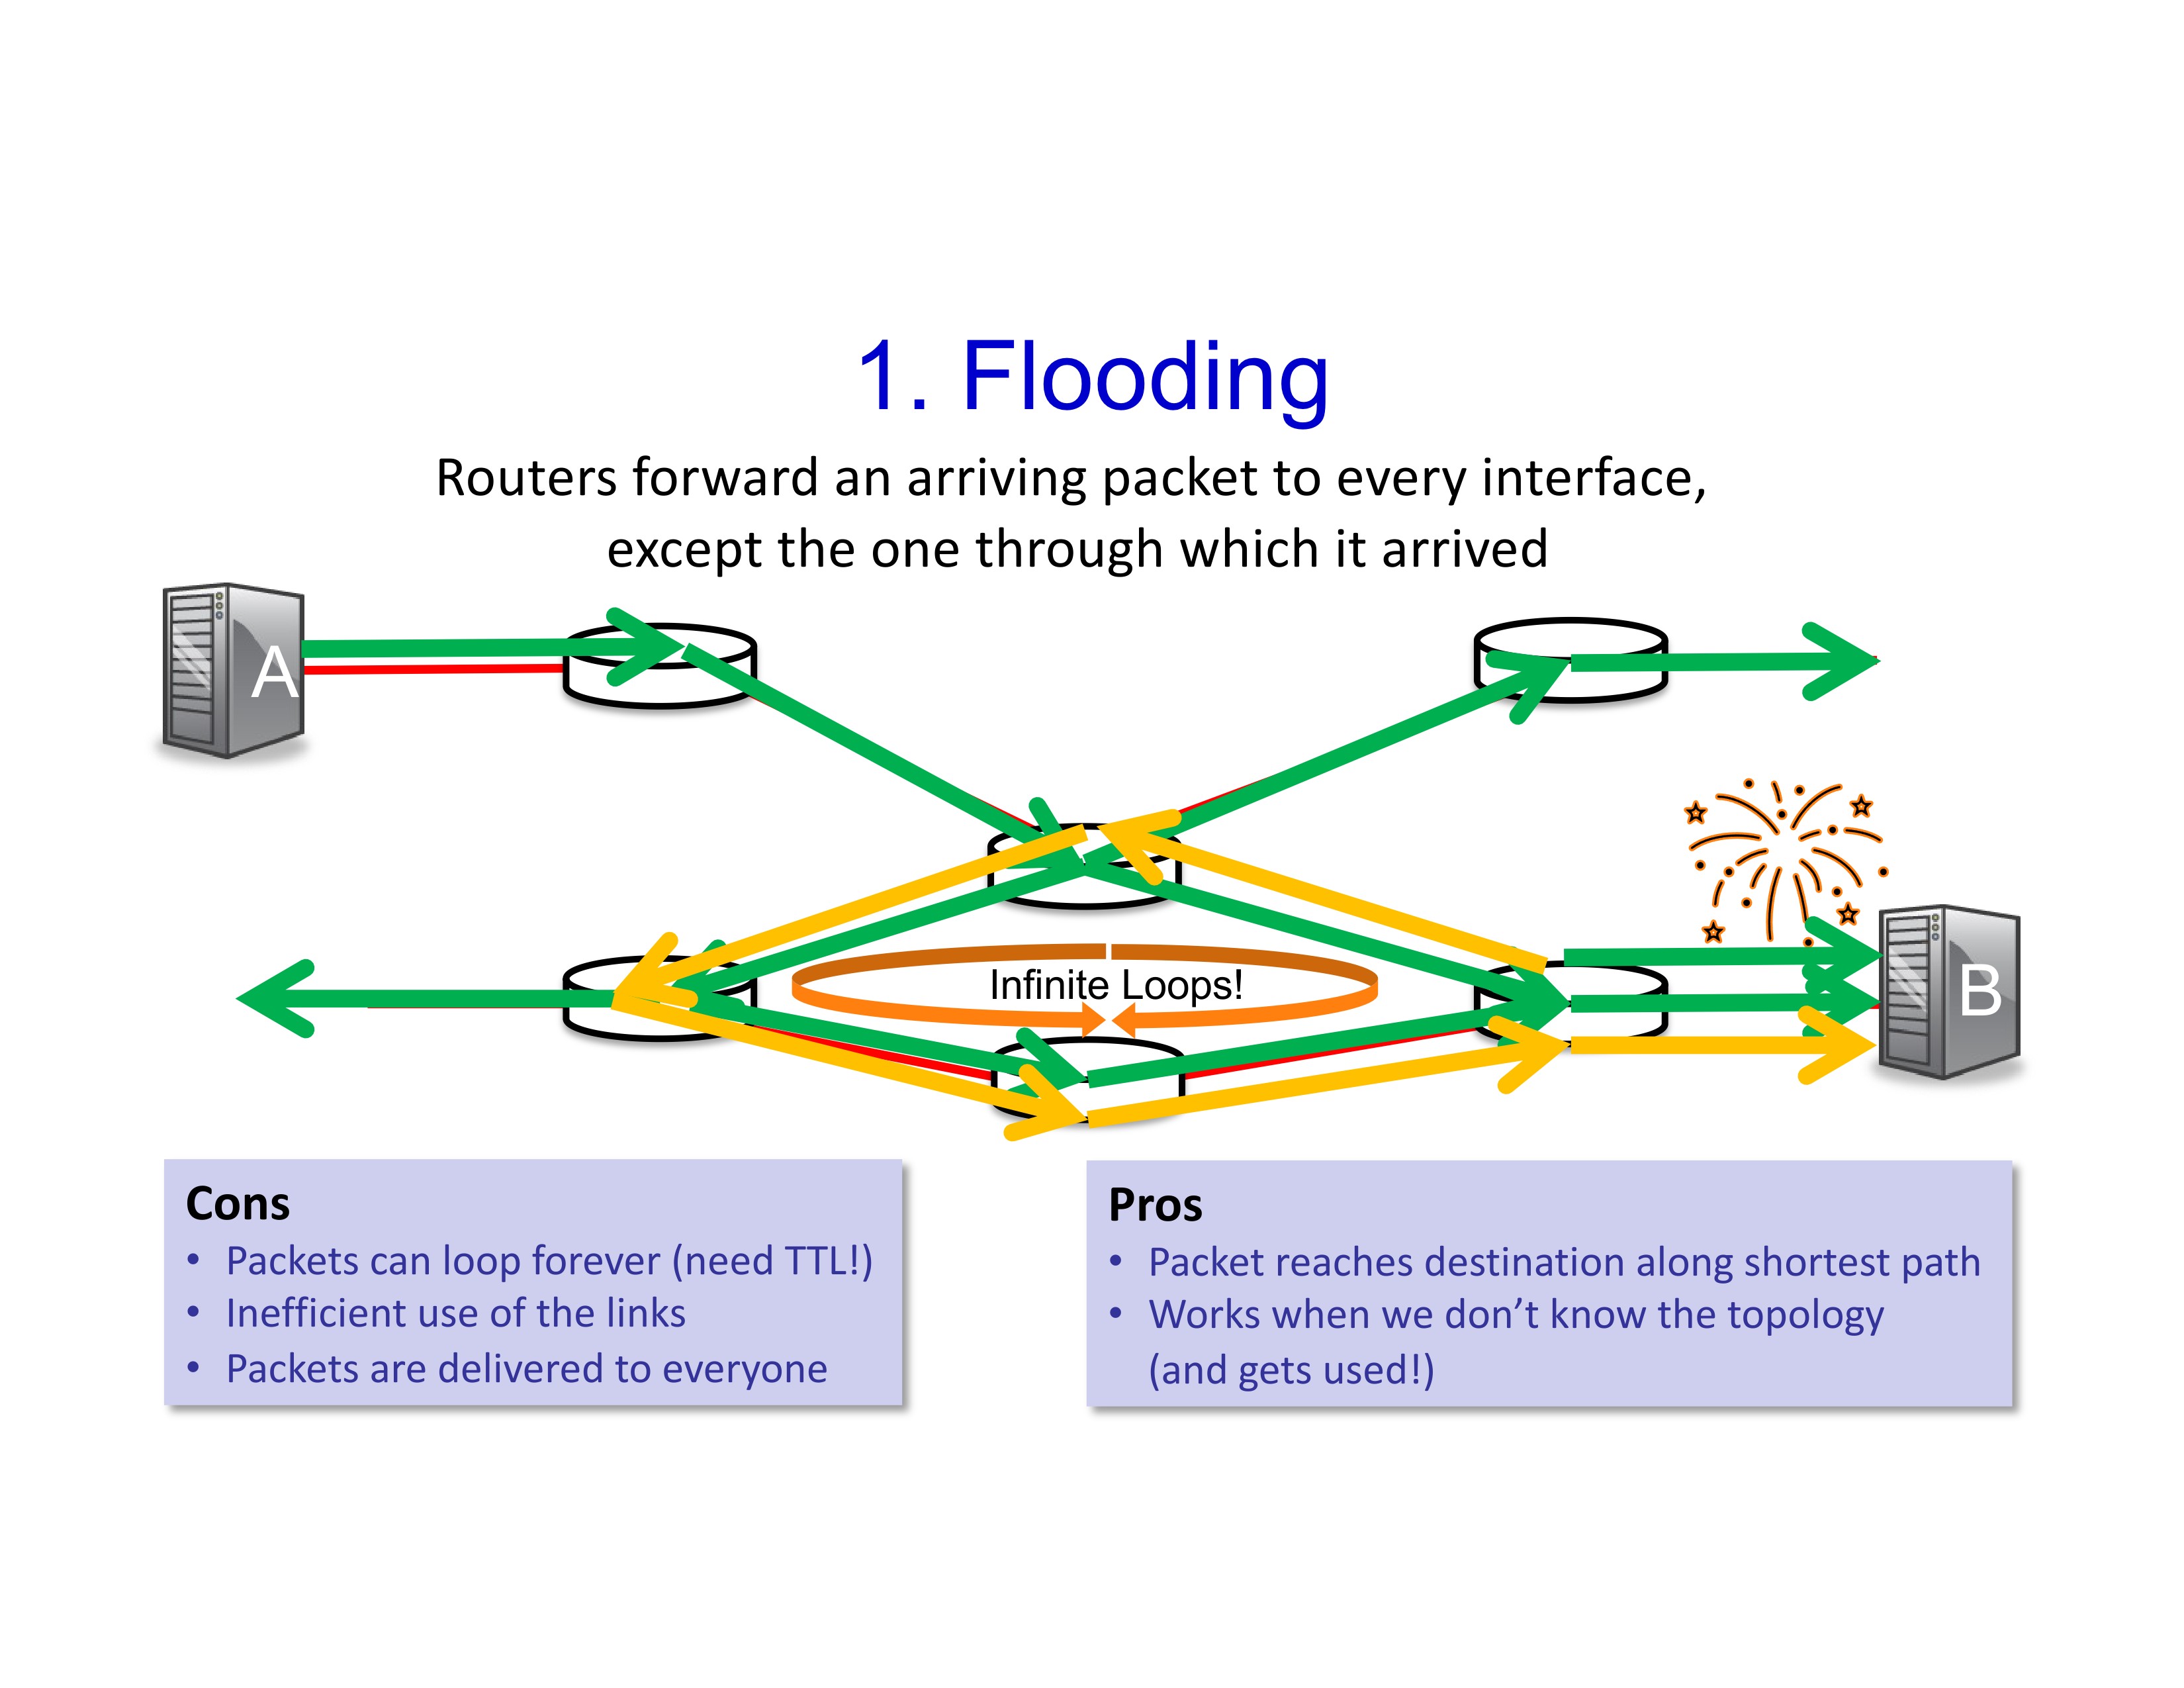 1. Flooding
Routers forward an arriving packet to every interface,
except the one through which it arrived
A
Infinite Loops!
B
Cons
• Packets can loop forever (need TTL!)
• Inefficient use of the links
• Packets are delivered to everyone
Pros
• Packet reaches destination along shortest path
• Works when we don’t know the topology
(and gets used!)